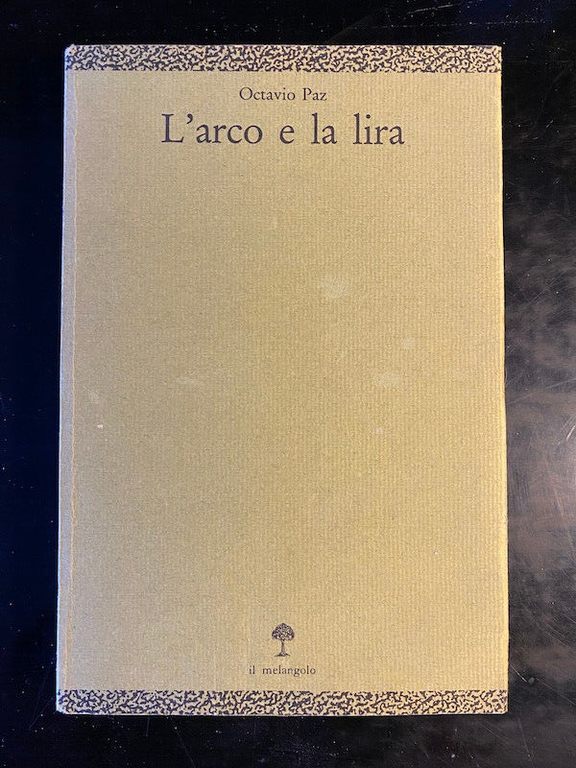 Octavio Paz
L'arco e la lira
il melangolo